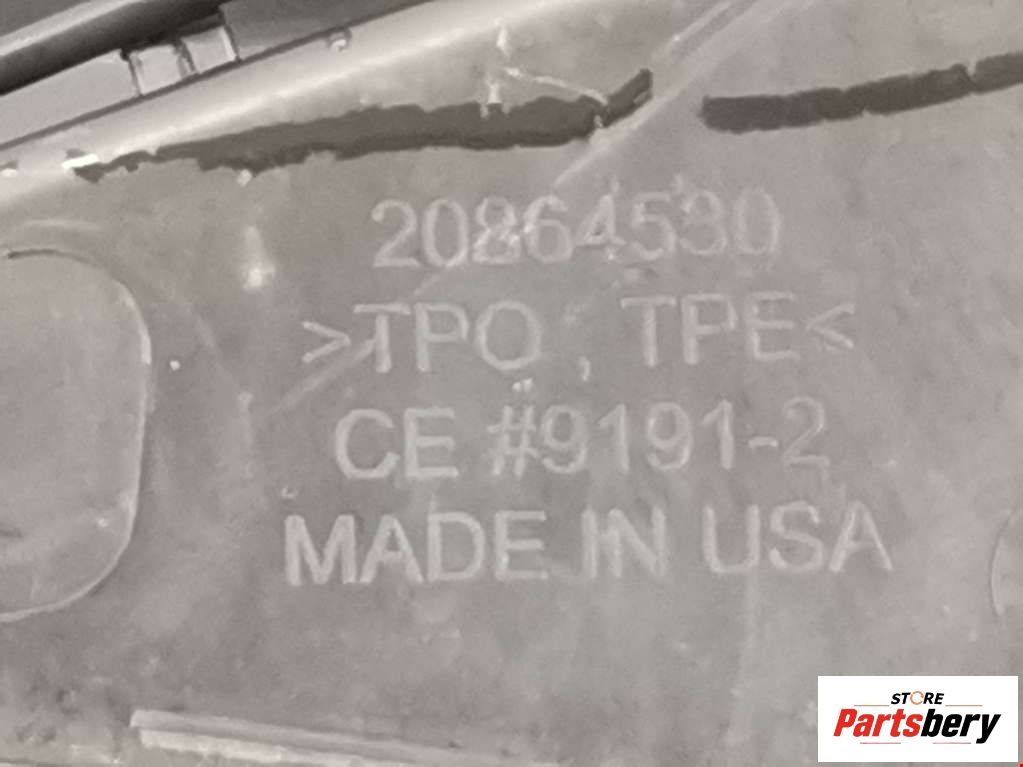 20864530
>TPO, TPE<
CE #9191-2
MADE IN USA
STORE
Partsbery